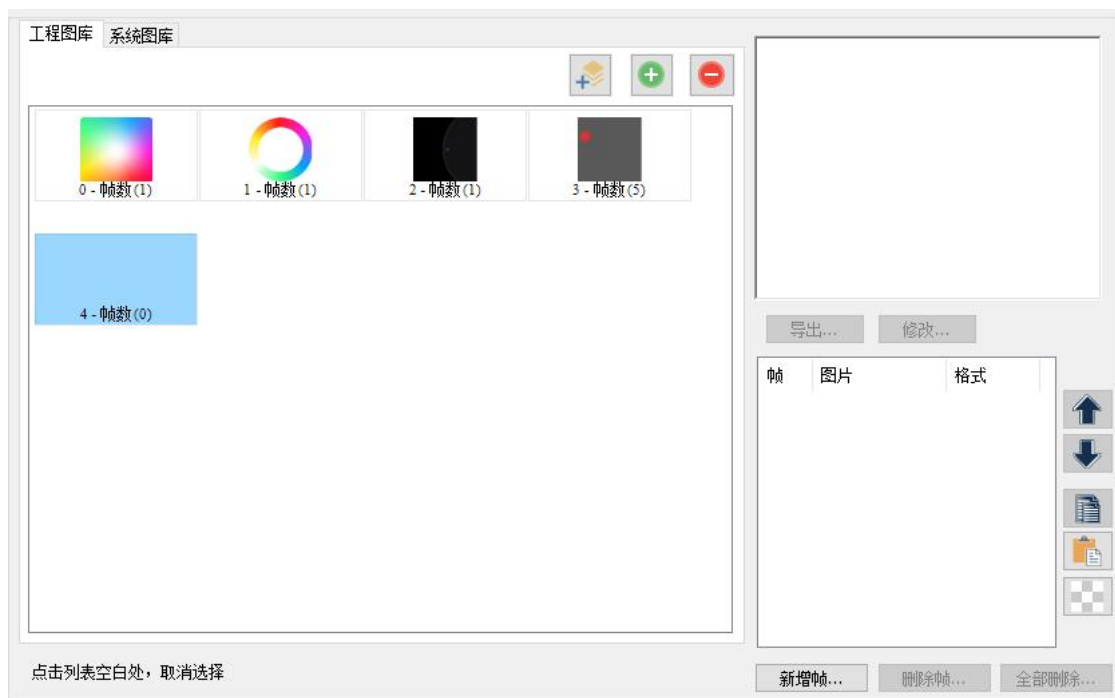 工程图库 系统图库
0 - 帧数(1) 1 - 帧数(1) 2 - 帧数(1) 3 - 帧数(5)
4 - 帧数(0)
导出... 修改...
帧 图片 格式
点击列表空白处，取消选择
新增帧... 删除帧... 全部删除...